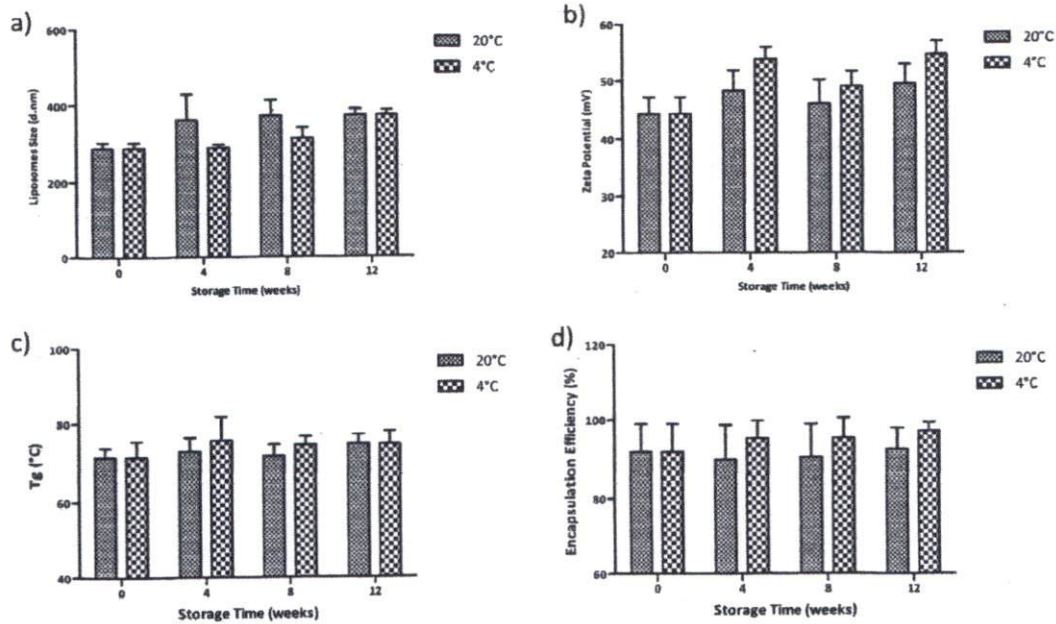 a)
600
400
200
0
Liposomes Size (d.nm)
0 4 8 12
Storage Time (weeks)
20°C
4°C
b)
60
50
40
30
20
Zeta Potential (mV)
0 4 8 12
Storage Time (weeks)
20°C
4°C
c)
100
80
60
40
Tg (°C)
0 4 8 12
Storage Time (weeks)
20°C
4°C
d)
120
100
80
60
Encapsulation Efficiency (%)
0 4 8 12
Storage Time (weeks)
20°C
4°C